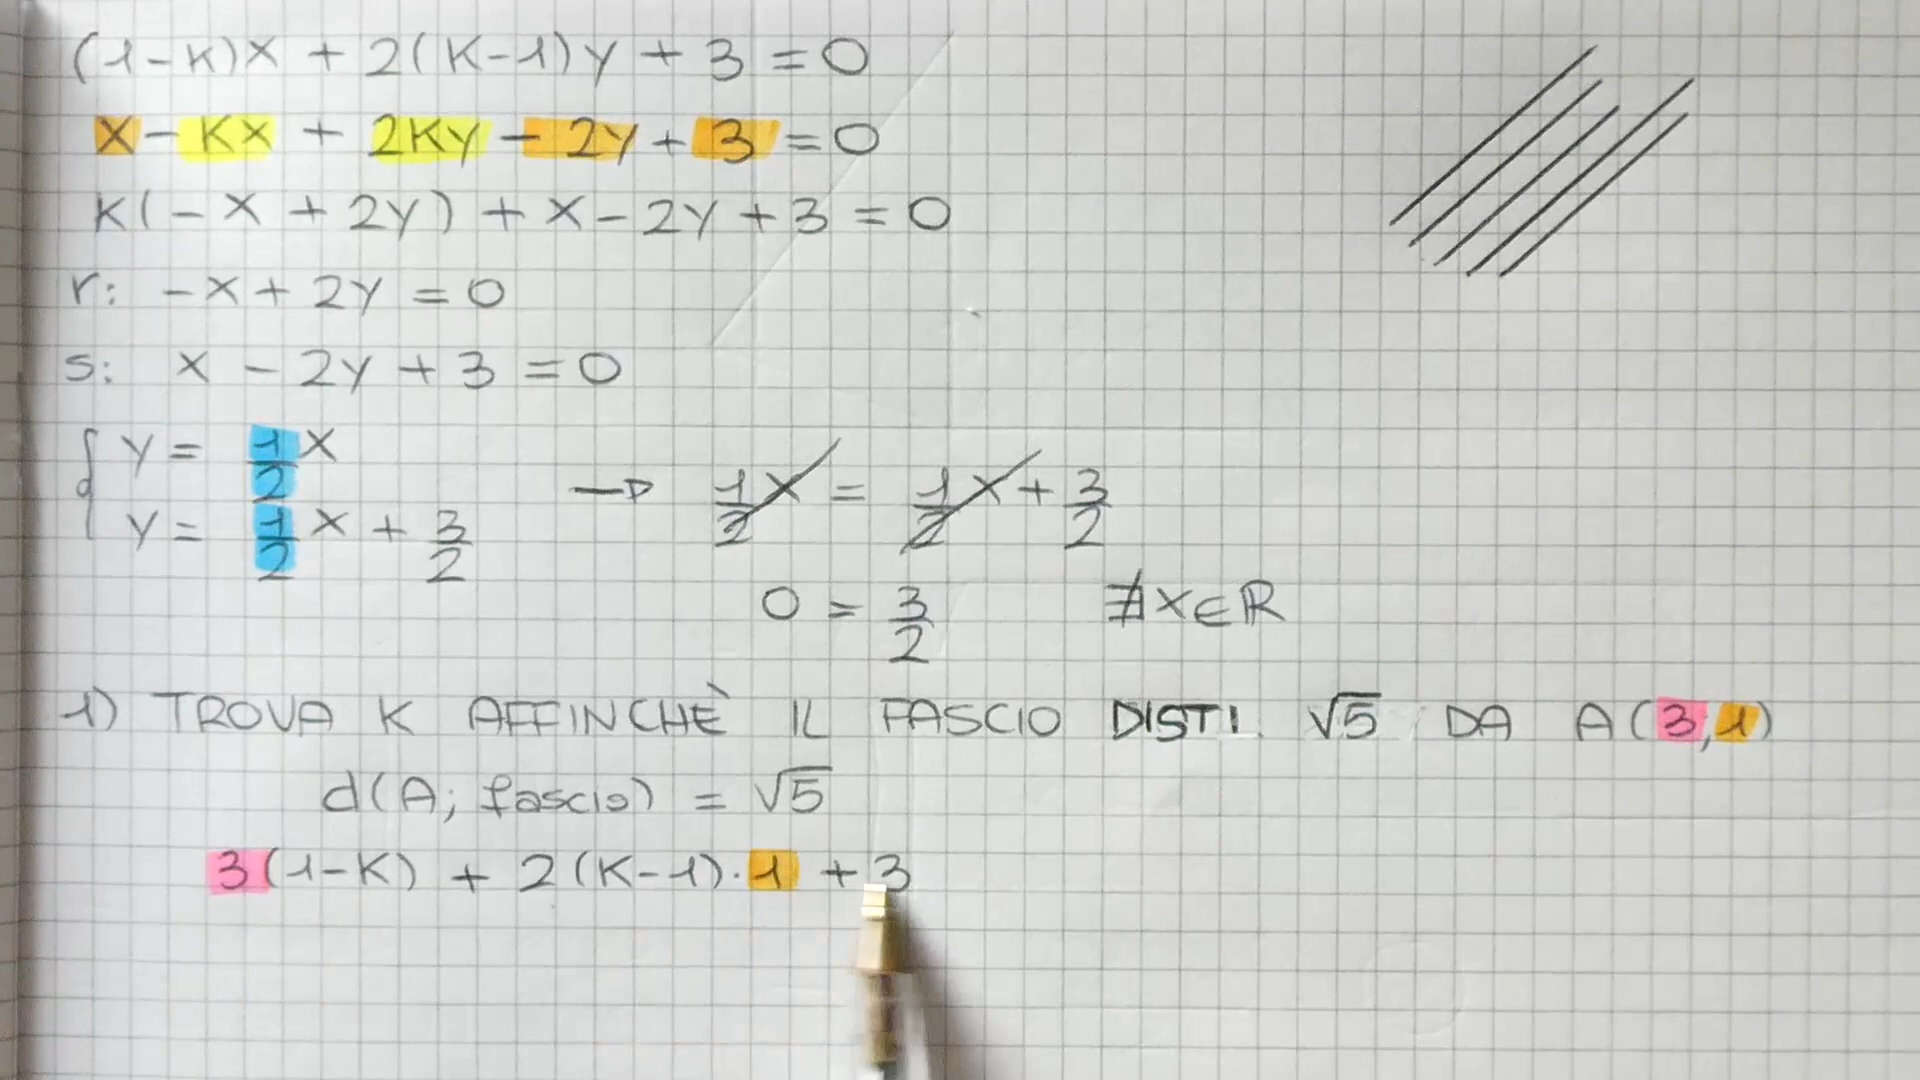 (1-K)X + 2(K-1)Y + 3 = 0
X - KX + 2KY - 2Y + 3 = 0
K(-X + 2Y) + X - 2Y + 3 = 0
r: -X + 2Y = 0
s: X - 2Y + 3 = 0
{ Y = 1/2 X
Y = 1/2 X + 3/2 → 1/2 X = 1/2 X + 3/2
0 = 3/2 ∄X∈ℝ
1) TROVA K AFFINCHÈ IL FASCIO DISTI √5 DA A(3;1)
d(A; fascio) = √5
3(1-K) + 2(K-1)·1 + 3